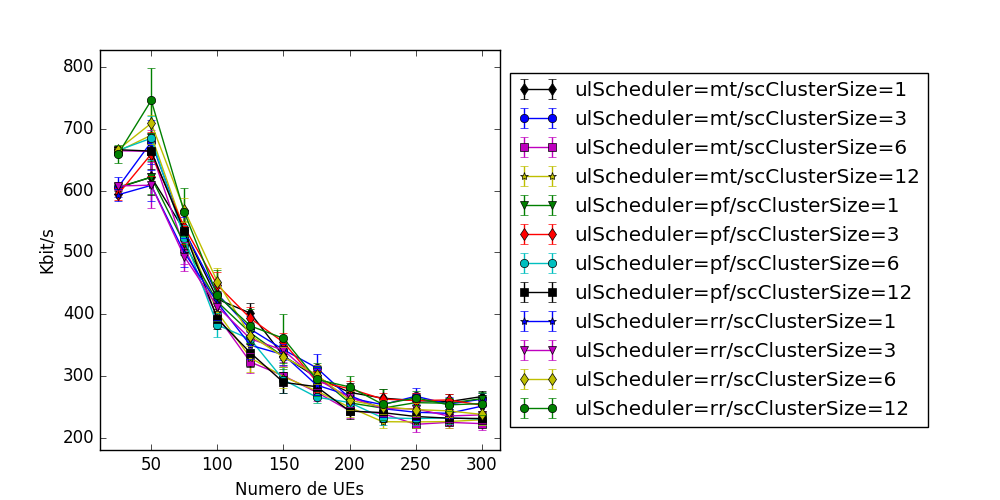 800
700
600
500
400
300
200
Kbit/s
50 100 150 200 250 300
Numero de UEs
ulScheduler=mt/scClusterSize=1
ulScheduler=mt/scClusterSize=3
ulScheduler=mt/scClusterSize=6
ulScheduler=mt/scClusterSize=12
ulScheduler=pf/scClusterSize=1
ulScheduler=pf/scClusterSize=3
ulScheduler=pf/scClusterSize=6
ulScheduler=pf/scClusterSize=12
ulScheduler=rr/scClusterSize=1
ulScheduler=rr/scClusterSize=3
ulScheduler=rr/scClusterSize=6
ulScheduler=rr/scClusterSize=12